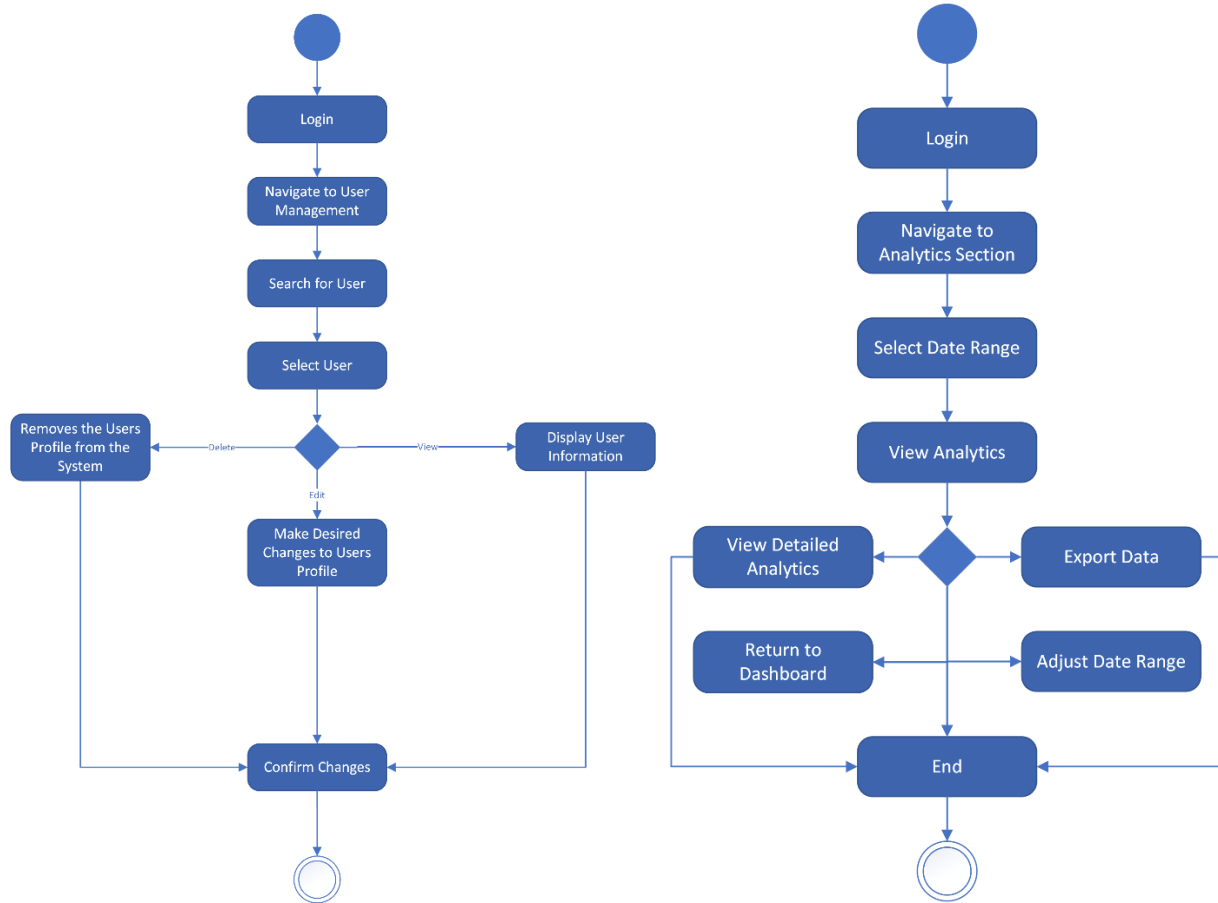 Login
Navigate to User
Management
Search for User
Select User
Removes the Users
Profile from the
System
Delete
View
Display User
Information
Edit
Make Desired
Changes to Users
Profile
Confirm Changes
Login
Navigate to
Analytics Section
Select Date Range
View Analytics
View Detailed
Analytics
Export Data
Return to
Dashboard
Adjust Date Range
End